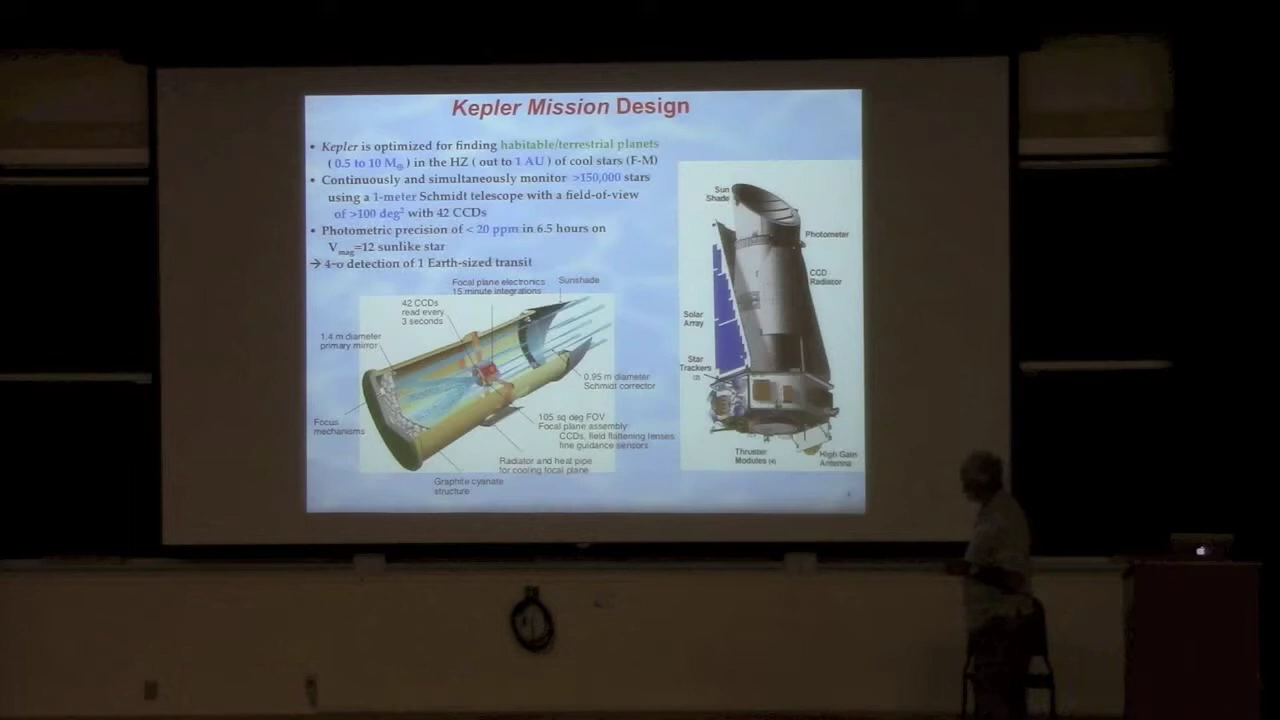 Kepler Mission Design
• Kepler is optimized for finding habitable/terrestrial planets
( 0.5 to 10 M⊕ ) in the HZ ( out to 1 AU ) of cool stars (F-M)
• Continuously and simultaneously monitor >150,000 stars
using a 1-meter Schmidt telescope with a field-of-view
of >100 deg² with 42 CCDs
• Photometric precision of < 20 ppm in 6.5 hours on
Vmag=12 sunlike star
→ 4-σ detection of 1 Earth-sized transit
Focal plane electronics
15 minute integrations
Sunshade
42 CCDs
read every
3 seconds
1.4 m diameter
primary mirror
0.95 m diameter
Schmidt corrector
105 sq deg FOV
Focal plane assembly
CCDs, field flattening lenses
fine guidance sensors
Focus
mechanisms
Radiator and heat pipe
for cooling focal plane
Graphite cyanate
structure
Sun
Shade
Photometer
CCD
Radiator
Solar
Array
Star
Trackers
(2)
Thruster
Modules (4)
High Gain
Antenna